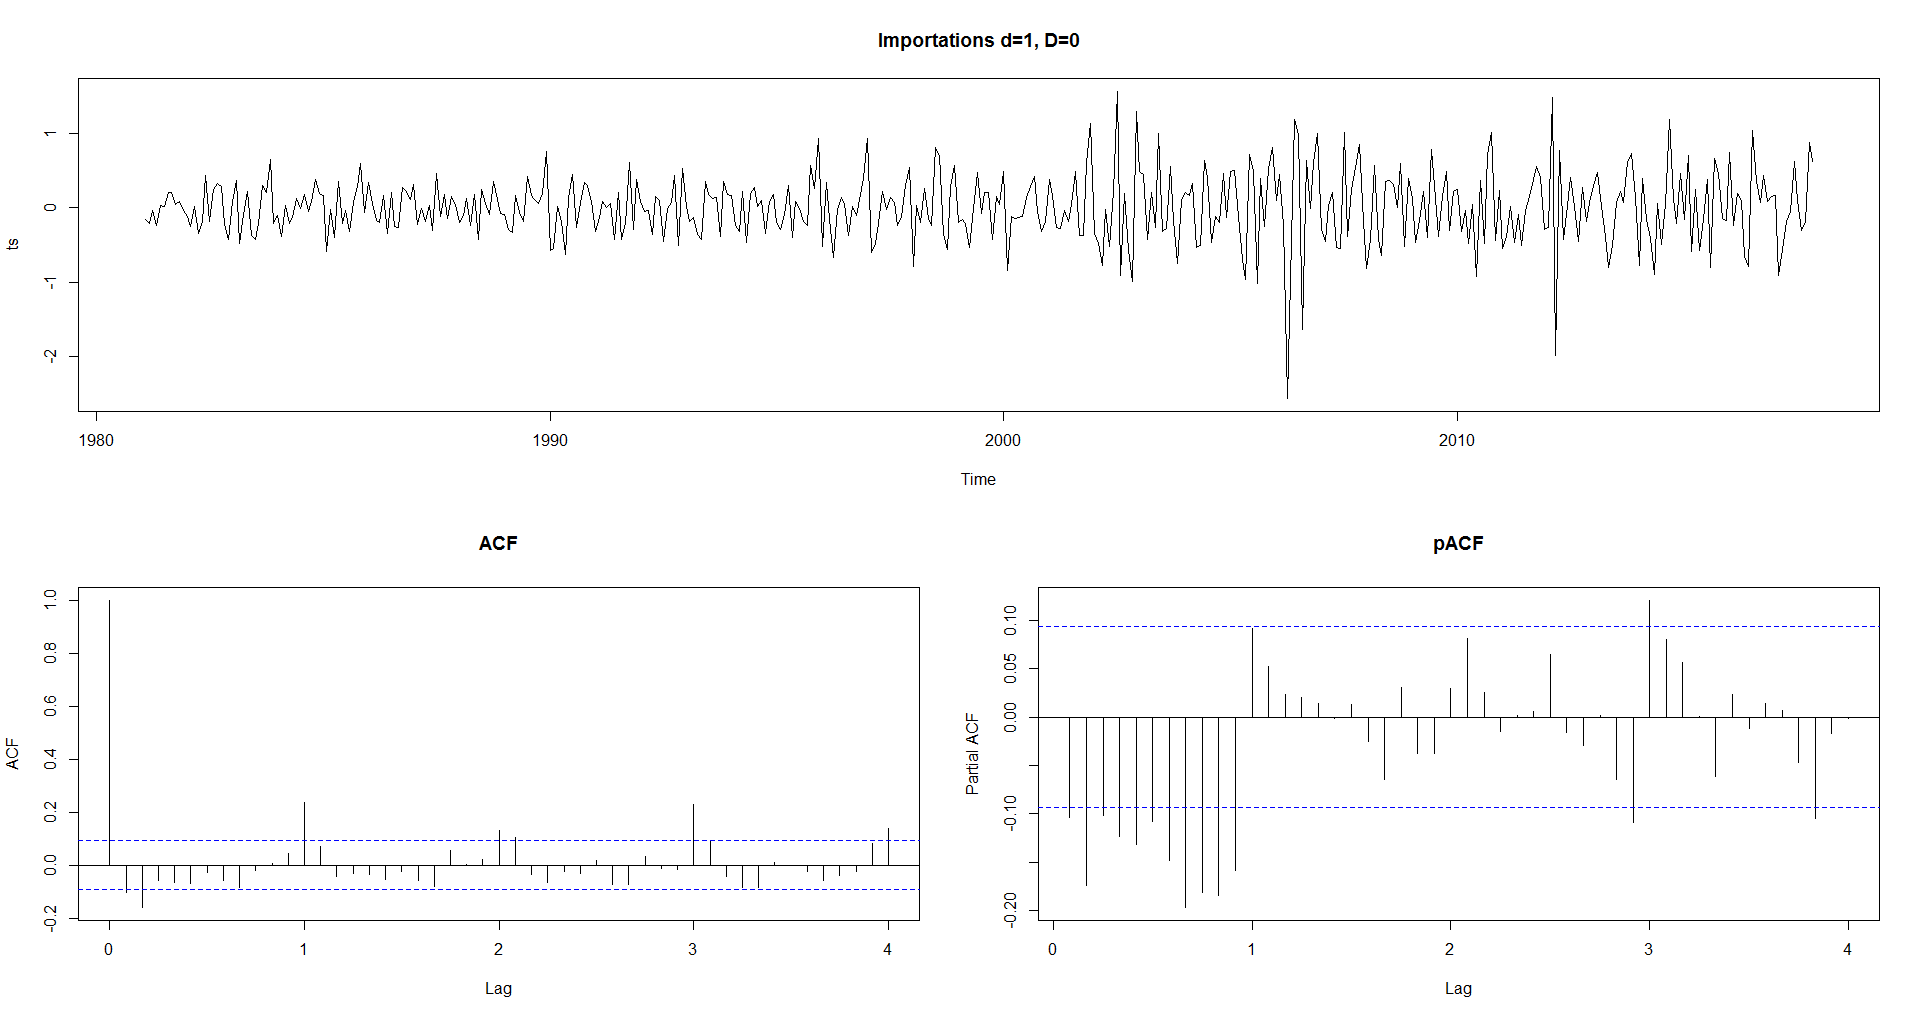 Importations d=1, D=0
ts
1
0
-1
-2
1980 1990 2000 2010
Time
ACF
ACF
1.0
0.8
0.6
0.4
0.2
0.0
-0.2
0 1 2 3 4
Lag
pACF
Partial ACF
0.10
0.05
0.00
-0.10
-0.20
0 1 2 3 4
Lag